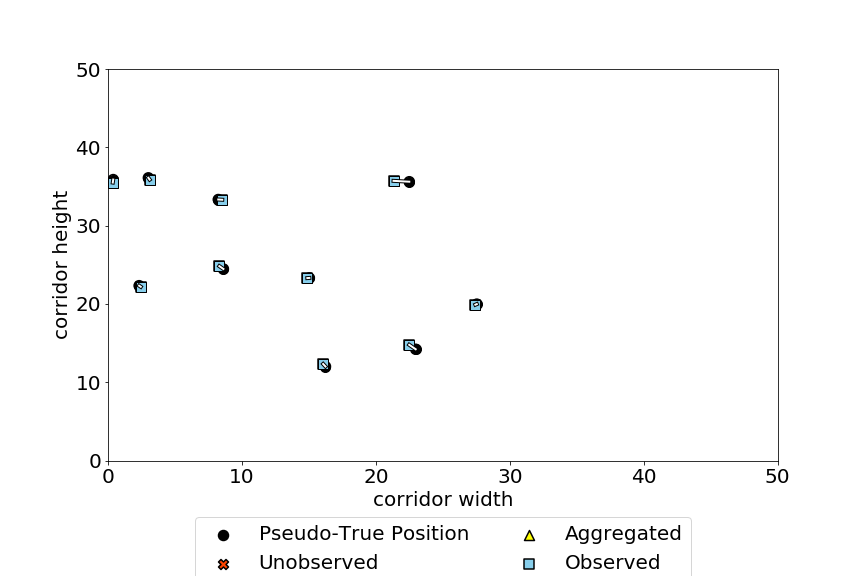 50
40
30
20
10
0
0 10 20 30 40 50
corridor height
corridor width
Pseudo-True Position Aggregated
Unobserved Observed